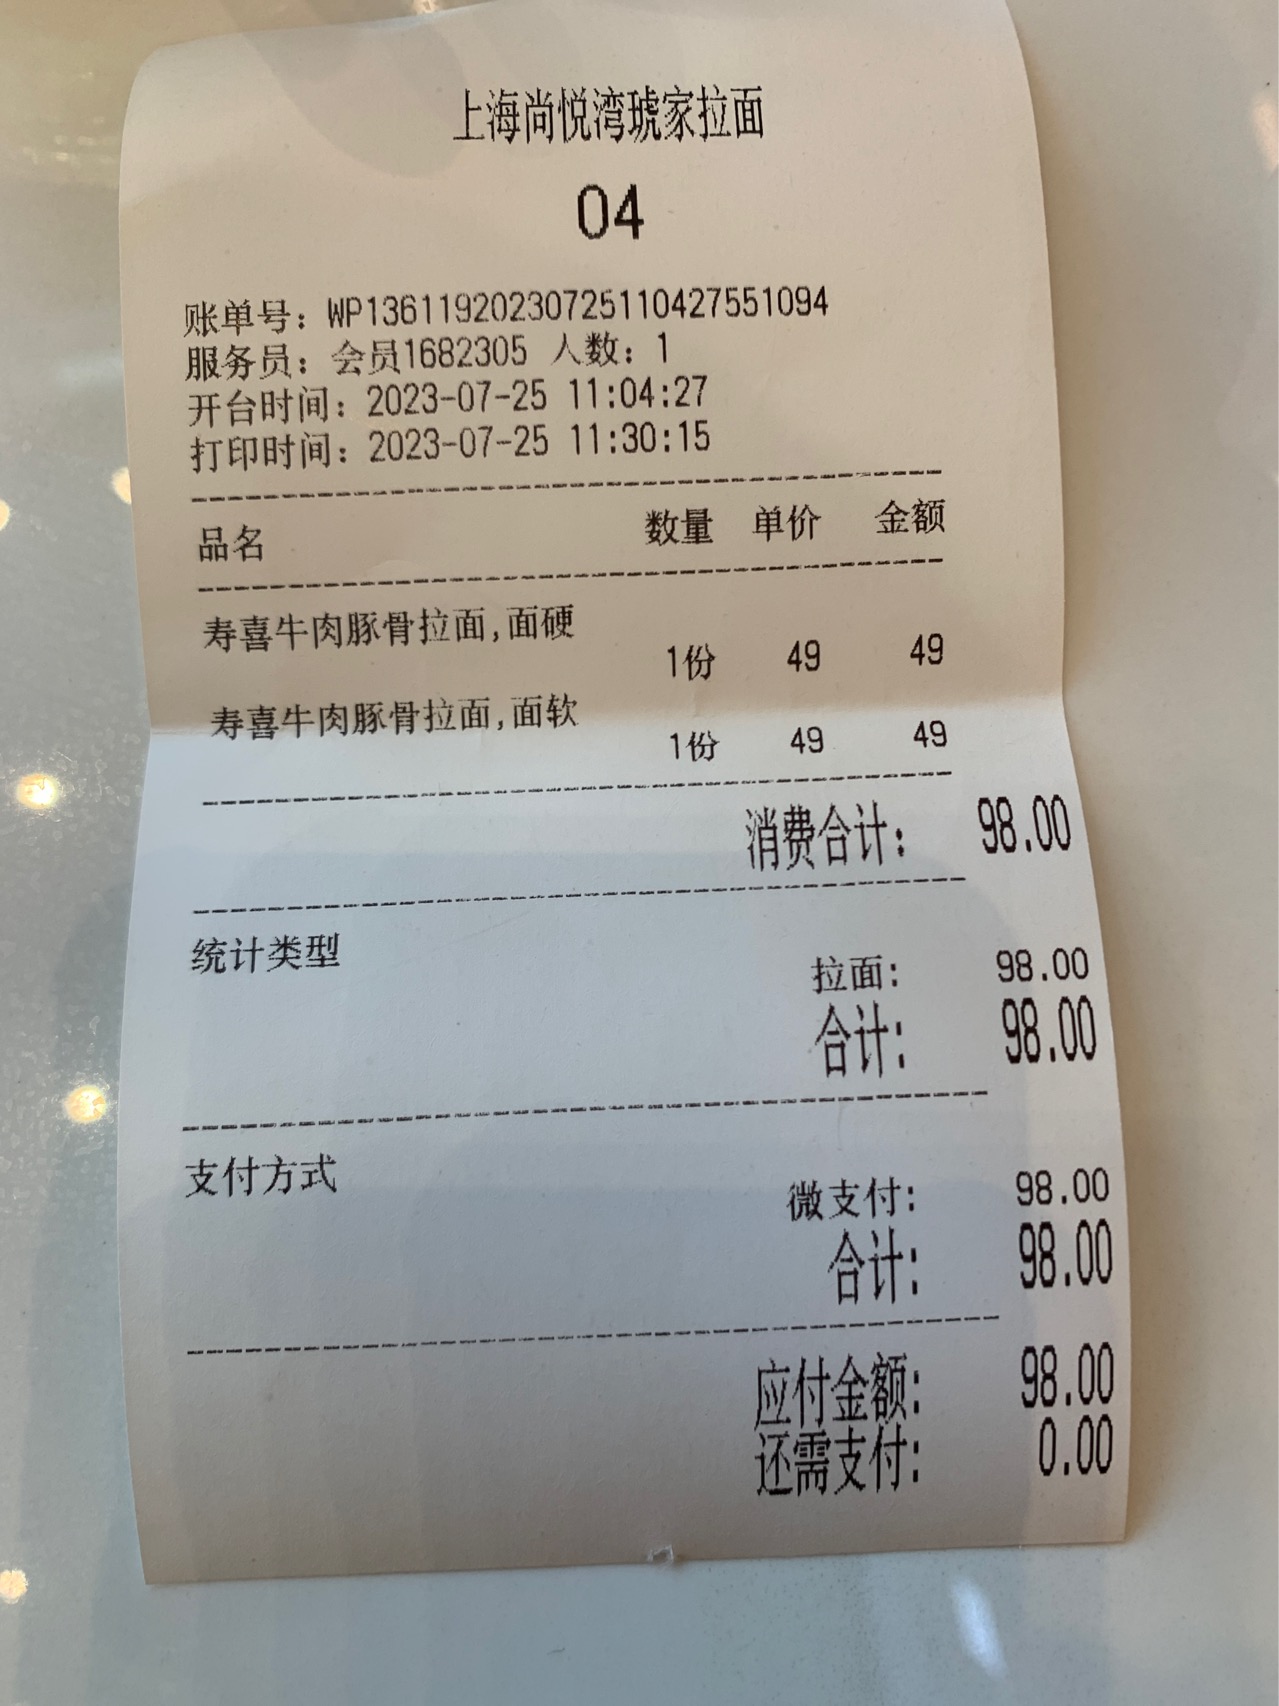 上海尚悦湾琥家拉面
04
账单号：WP13611920230725110427551094
服务员：会员1682305 人数：1
开台时间：2023-07-25 11:04:27
打印时间：2023-07-25 11:30:15
品名 数量 单价 金额
寿喜牛肉豚骨拉面,面硬
1份 49 49
寿喜牛肉豚骨拉面,面软
1份 49 49
消费合计： 98.00
统计类型
拉面: 98.00
合计: 98.00
支付方式
微支付: 98.00
合计: 98.00
应付金额: 98.00
还需支付: 0.00